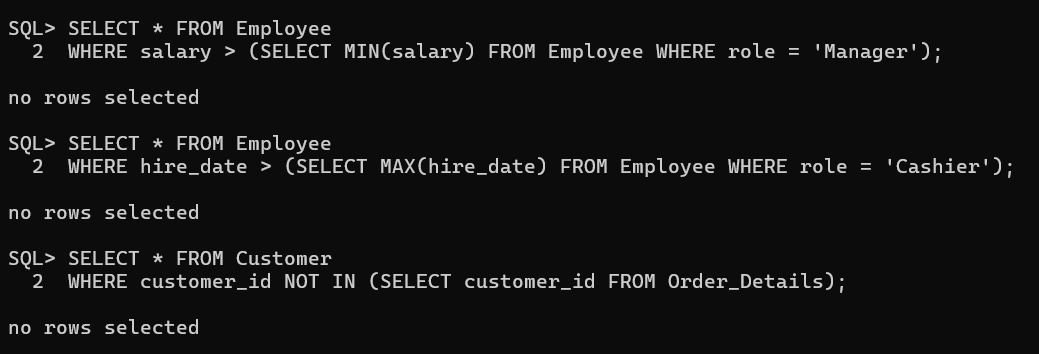 SQL> SELECT * FROM Employee
  2  WHERE salary > (SELECT MIN(salary) FROM Employee WHERE role = 'Manager');
no rows selected
SQL> SELECT * FROM Employee
  2  WHERE hire_date > (SELECT MAX(hire_date) FROM Employee WHERE role = 'Cashier');
no rows selected
SQL> SELECT * FROM Customer
  2  WHERE customer_id NOT IN (SELECT customer_id FROM Order_Details);
no rows selected